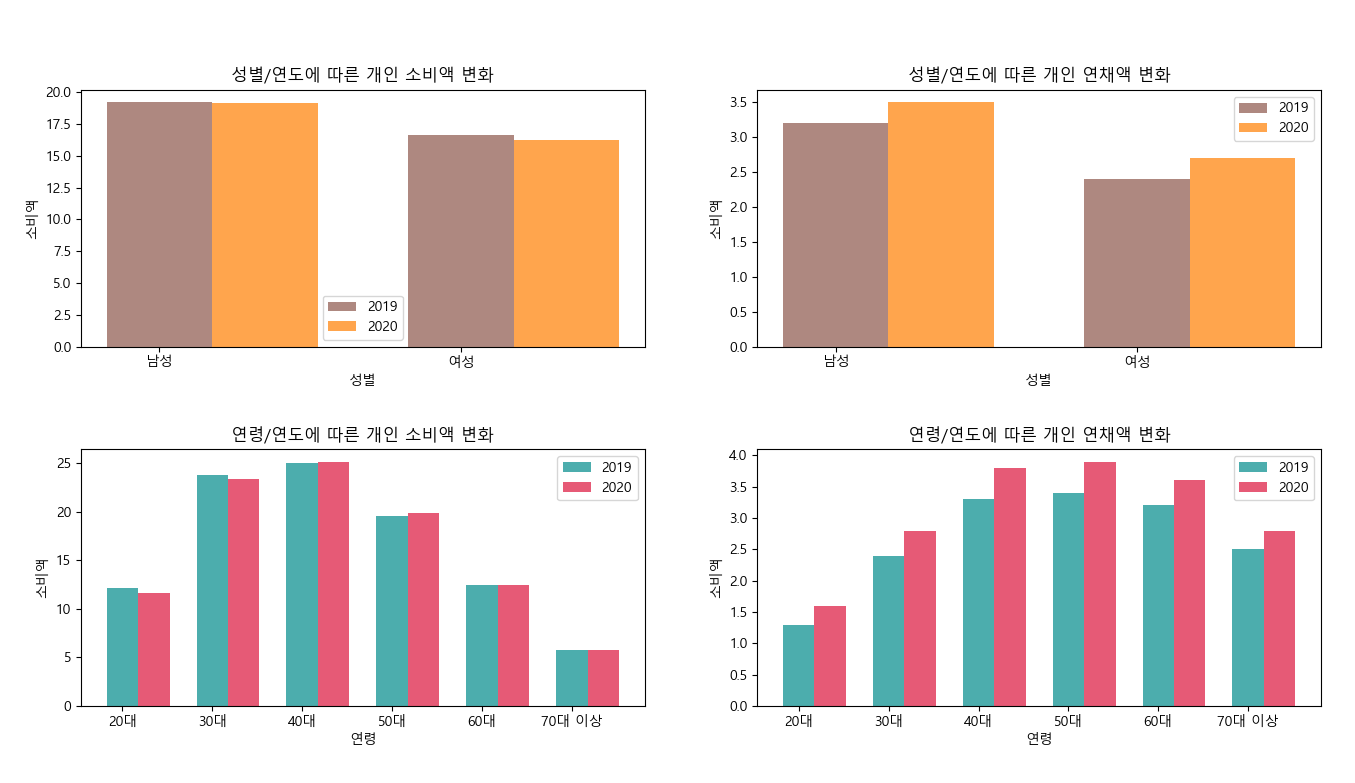 성별/연도에 따른 개인 소비액 변화
20.0
17.5
15.0
12.5
10.0
7.5
5.0
2.5
0.0
소비액
2019
2020
남성 여성
성별
성별/연도에 따른 개인 연채액 변화
3.5
3.0
2.5
2.0
1.5
1.0
0.5
0.0
소비액
2019
2020
남성 여성
성별
연령/연도에 따른 개인 소비액 변화
25
20
15
10
5
0
소비액
2019
2020
20대 30대 40대 50대 60대 70대 이상
연령
연령/연도에 따른 개인 연채액 변화
4.0
3.5
3.0
2.5
2.0
1.5
1.0
0.5
0.0
소비액
2019
2020
20대 30대 40대 50대 60대 70대 이상
연령